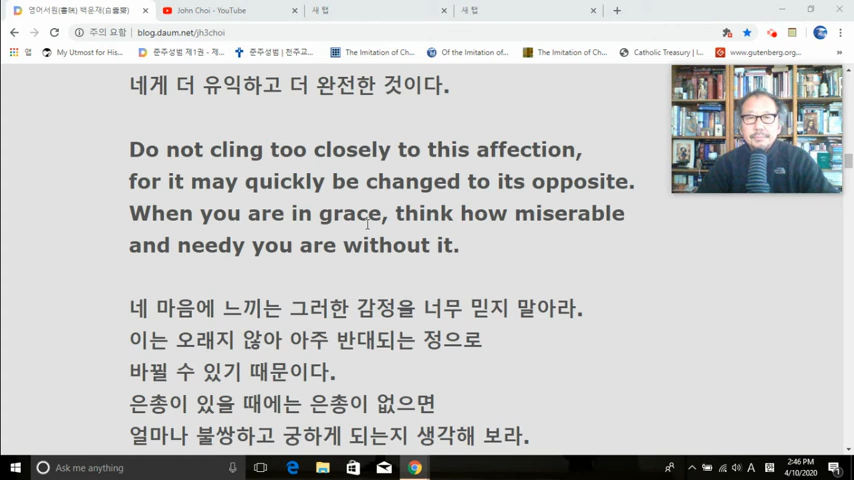 영어서원(書院) 백운재(白雲齋)
John Choi - YouTube
새 탭
새 탭
주의 요함
blog.daum.net/jh3choi
앱
My Utmost for His...
준주성범 제1권 - 제...
준주성범 | 전주교...
The Imitation of Ch...
Of the Imitation of...
The Imitation of Ch...
Catholic Treasury | ...
www.gutenberg.org...
네게 더 유익하고 더 완전한 것이다.
Do not cling too closely to this affection,
for it may quickly be changed to its opposite.
When you are in grace, think how miserable
and needy you are without it.
네 마음에 느끼는 그러한 감정을 너무 믿지 말아라.
이는 오래지 않아 아주 반대되는 정으로
바뀔 수 있기 때문이다.
은총이 있을 때에는 은총이 없으면
얼마나 불쌍하고 궁하게 되는지 생각해 보라.
Ask me anything
A
2:46 PM
4/10/2020